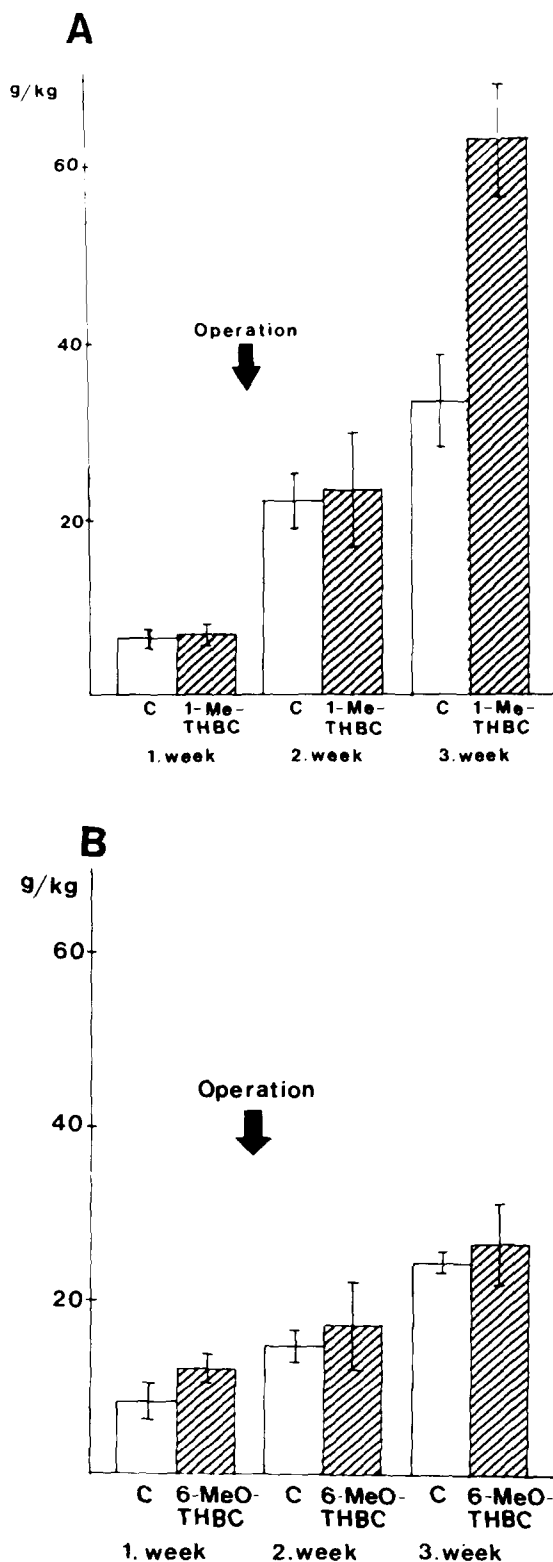 A
g/kg
60
Operation
40
20
C 1-Me- C 1-Me- C 1-Me-
THBC THBC THBC
1. week 2. week 3. week
B
g/kg
60
Operation
40
20
C 6-MeO- C 6-MeO- C 6-MeO-
THBC THBC THBC
1. week 2. week 3. week